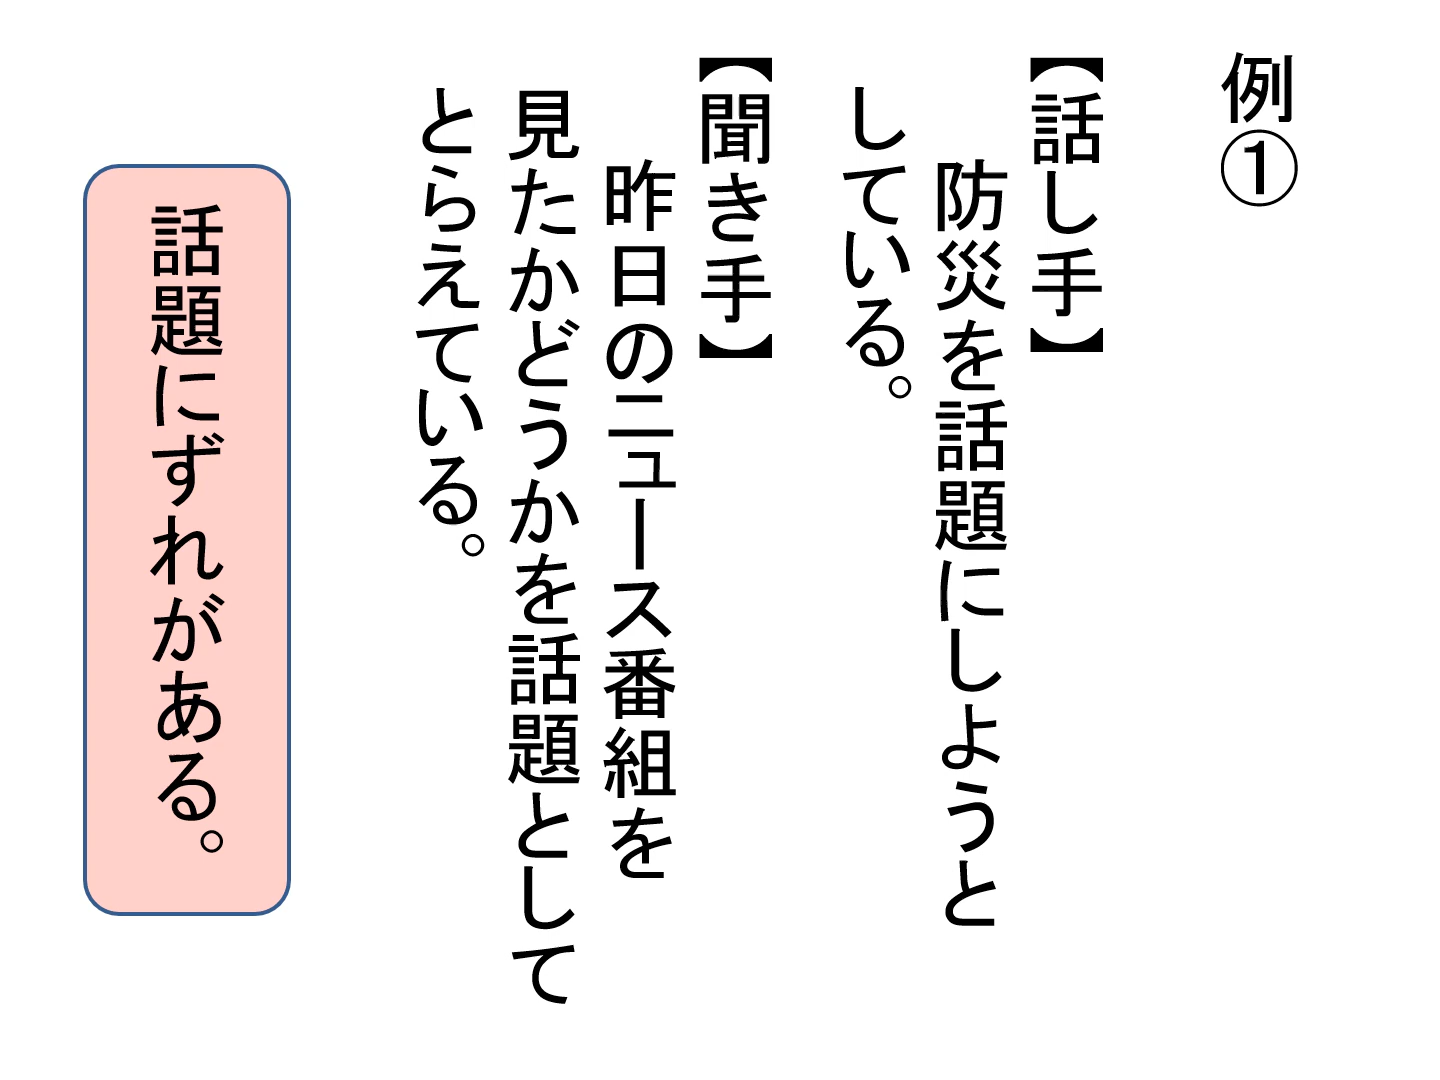 例①
【話し手】
防災を話題にしようと
している。
【聞き手】
昨日のニュース番組を
見たかどうかを話題として
とらえている。
話題にずれがある。